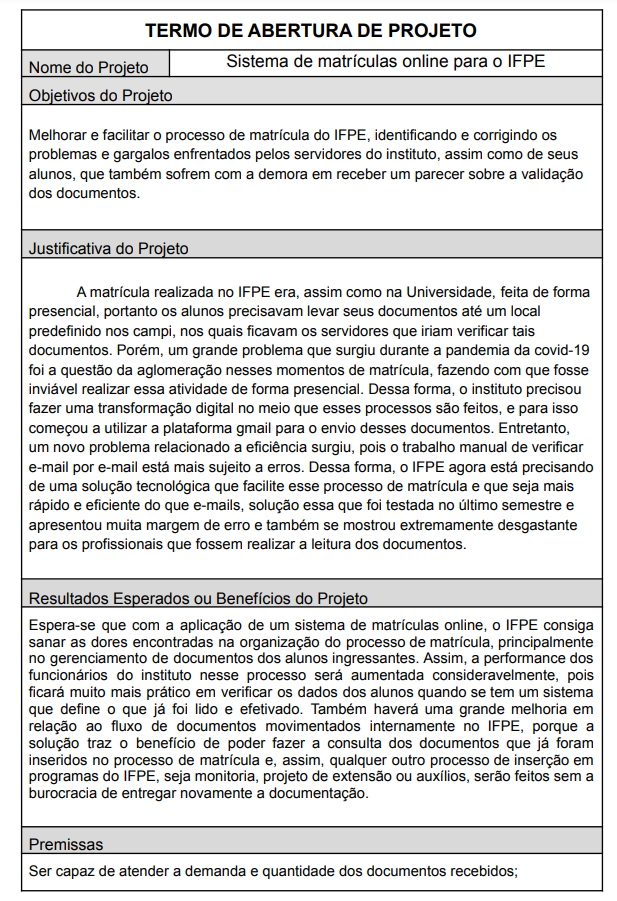 TERMO DE ABERTURA DE PROJETO
Nome do Projeto
Sistema de matrículas online para o IFPE
Objetivos do Projeto
Melhorar e facilitar o processo de matrícula do IFPE, identificando e corrigindo os
problemas e gargalos enfrentados pelos servidores do instituto, assim como de seus
alunos, que também sofrem com a demora em receber um parecer sobre a validação
dos documentos.
Justificativa do Projeto
A matrícula realizada no IFPE era, assim como na Universidade, feita de forma
presencial, portanto os alunos precisavam levar seus documentos até um local
predefinido nos campi, nos quais ficavam os servidores que iriam verificar tais
documentos. Porém, um grande problema que surgiu durante a pandemia da covid-19
foi a questão da aglomeração nesses momentos de matrícula, fazendo com que fosse
inviável realizar essa atividade de forma presencial. Dessa forma, o instituto precisou
fazer uma transformação digital no meio que esses processos são feitos, e para isso
começou a utilizar a plataforma gmail para o envio desses documentos. Entretanto,
um novo problema relacionado a eficiência surgiu, pois o trabalho manual de verificar
e-mail por e-mail está mais sujeito a erros. Dessa forma, o IFPE agora está precisando
de uma solução tecnológica que facilite esse processo de matrícula e que seja mais
rápido e eficiente do que e-mails, solução essa que foi testada no último semestre e
apresentou muita margem de erro e também se mostrou extremamente desgastante
para os profissionais que fossem realizar a leitura dos documentos.
Resultados Esperados ou Benefícios do Projeto
Espera-se que com a aplicação de um sistema de matrículas online, o IFPE consiga
sanar as dores encontradas na organização do processo de matrícula, principalmente
no gerenciamento de documentos dos alunos ingressantes. Assim, a performance dos
funcionários do instituto nesse processo será aumentada consideravelmente, pois
ficará muito mais prático em verificar os dados dos alunos quando se tem um sistema
que define o que já foi lido e efetivado. Também haverá uma grande melhoria em
relação ao fluxo de documentos movimentados internamente no IFPE, porque a
solução traz o benefício de poder fazer a consulta dos documentos que já foram
inseridos no processo de matrícula e, assim, qualquer outro processo de inserção em
programas do IFPE, seja monitoria, projeto de extensão ou auxílios, serão feitos sem a
burocracia de entregar novamente a documentação.
Premissas
Ser capaz de atender a demanda e quantidade dos documentos recebidos;